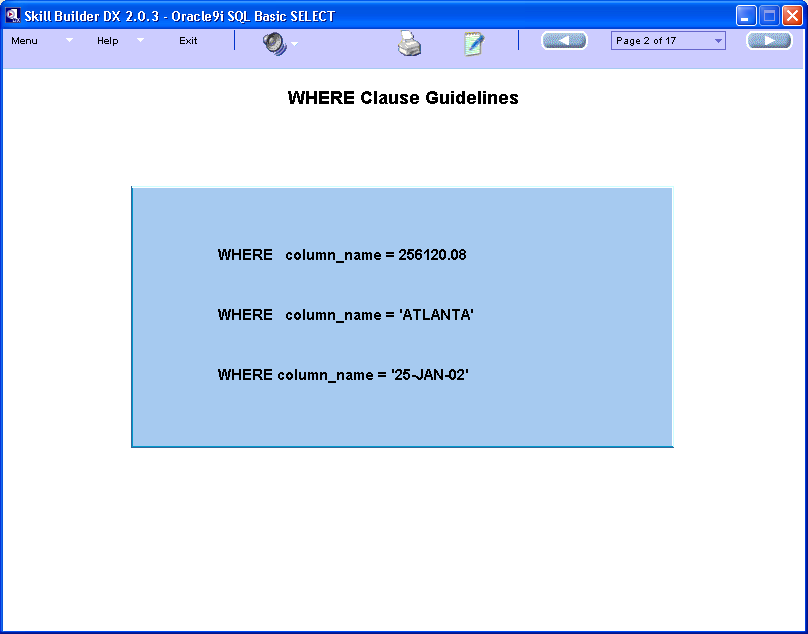 Skill Builder DX 2.0.3 - Oracle9i SQL Basic SELECT
Menu Help Exit Page 2 of 17
WHERE Clause Guidelines
WHERE column_name = 256120.08
WHERE column_name = 'ATLANTA'
WHERE column_name = '25-JAN-02'